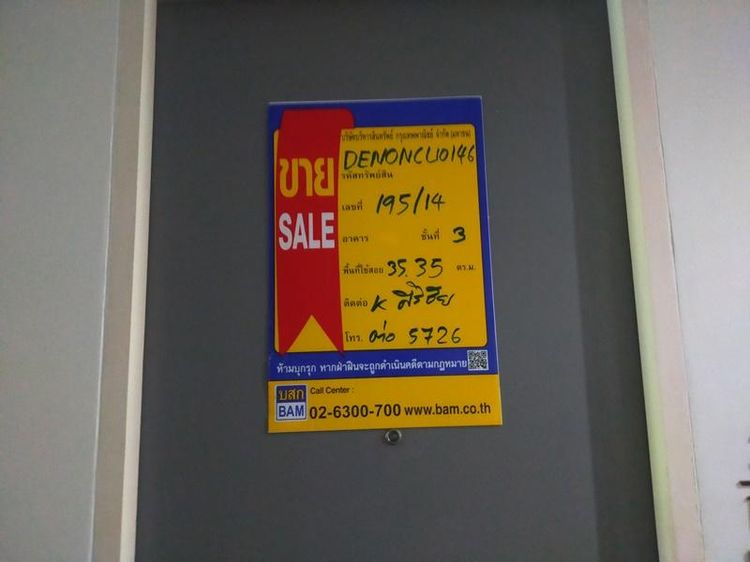 บริษัทบริหารสินทรัพย์ กรุงเทพพาณิชย์ จำกัด (มหาชน)
ขาย
SALE
DENONCU0146
รหัสทรัพย์สิน
เลขที่ 195/14
อาคาร ชั้นที่ 3
พื้นที่ใช้สอย 35.35 ตร.ม.
ติดต่อ K ศิริชัย
โทร. ต่อ 5726
ห้ามบุกรุก หากฝ่าฝืนจะถูกดำเนินคดีตามกฎหมาย
บสก
BAM
Call Center :
02-6300-700 www.bam.co.th